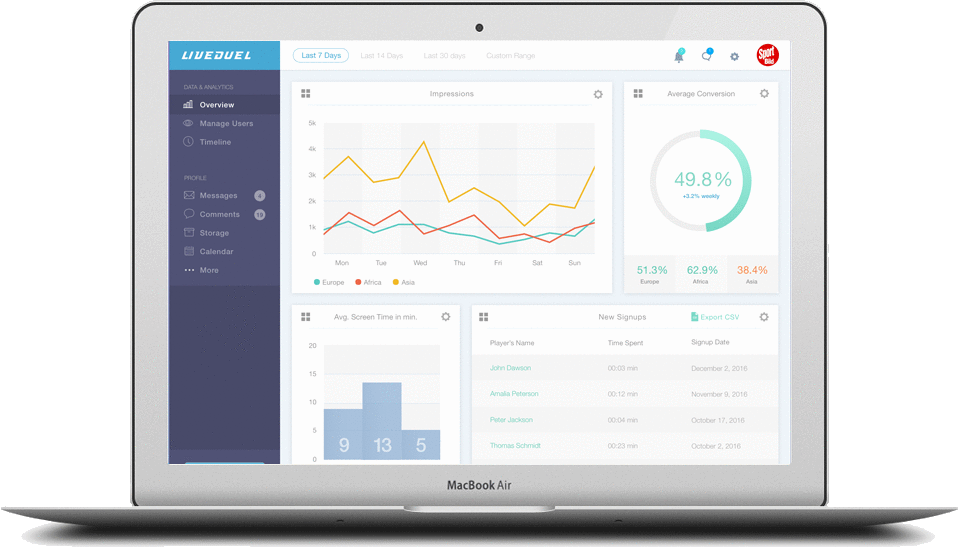 LIVEDUEL
Last 7 Days Last 14 Days Last 30 days Custom Range
Sport Bild
DATA & ANALYTICS
Overview
Manage Users
Timeline
PROFILE
Messages
Comments
Storage
Calendar
More
Impressions
5k
4k
3k
2k
1k
0
Mon Tue Wed Thu Fri Sat Sun
Europe Africa Asia
Average Conversion
49.8%
+3.2% weekly
51.3% 62.9% 38.4%
Europe Africa Asia
Avg. Screen Time in min.
20
15
10
5
0
9 13 5
New Signups Export CSV
Player's Name Time Spent Signup Date
John Dawson 00:03 min December 2, 2016
Amalia Peterson 00:12 min November 9, 2016
Peter Jackson 00:04 min October 17, 2016
Thomas Schmidt 00:23 min October 2, 2016
MacBook Air